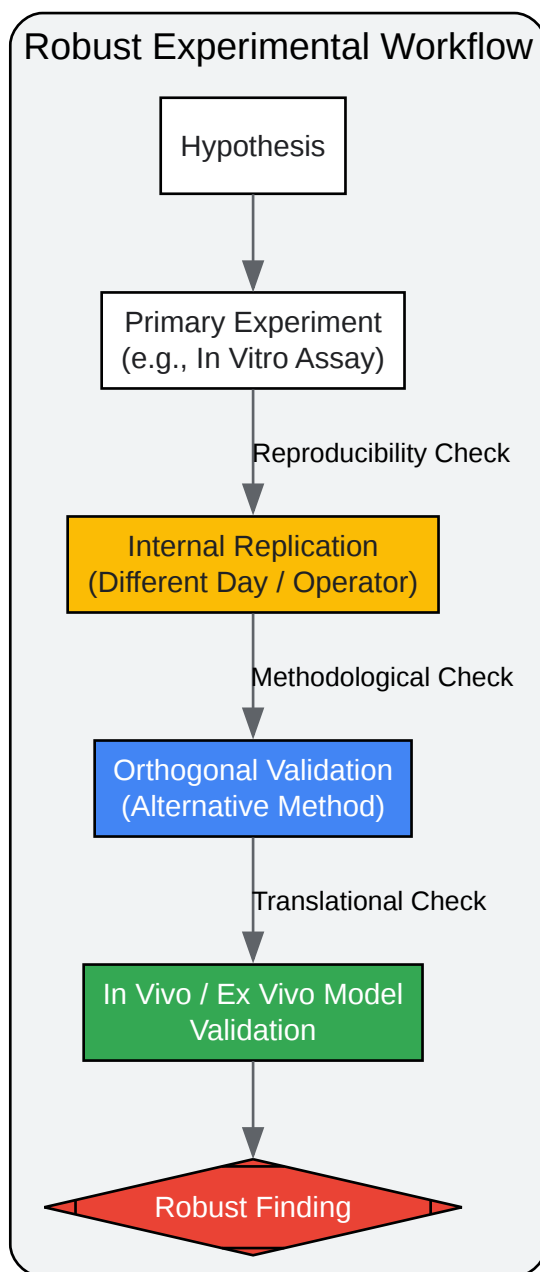 Robust Experimental Workflow
Hypothesis
Primary Experiment
(e.g., In Vitro Assay)
Reproducibility Check
Internal Replication
(Different Day / Operator)
Methodological Check
Orthogonal Validation
(Alternative Method)
Translational Check
In Vivo / Ex Vivo Model
Validation
Robust Finding